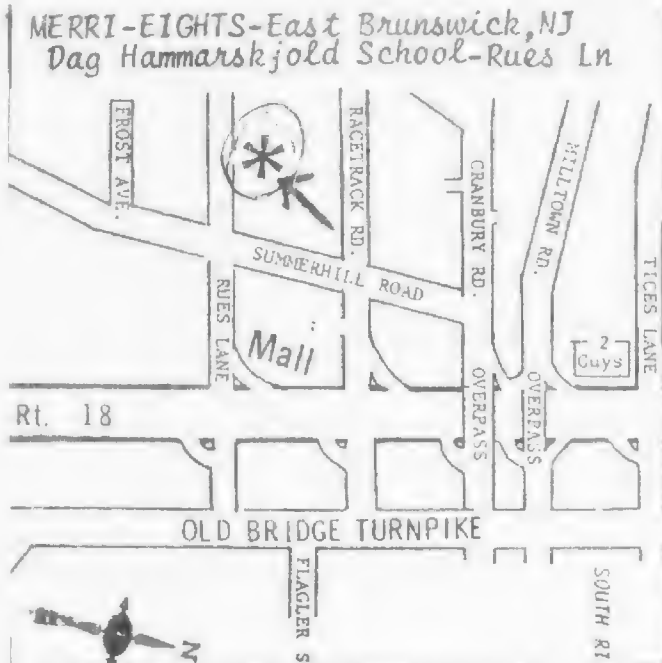 MERRI-EIGHTS-East Brunswick,NJ
Dag Hammarskjold School-Rues Ln
FROST AVE.
RACETRACK RD.
CRANBURY RD.
MILLTOWN RD.
TICES LANE
SUMMERHILL ROAD
RUES LANE
Mall
2
Guys
OVERPASS
OVERPASS
Rt. 18
OLD BRIDGE TURNPIKE
FLAGLER S
SOUTH RI
N